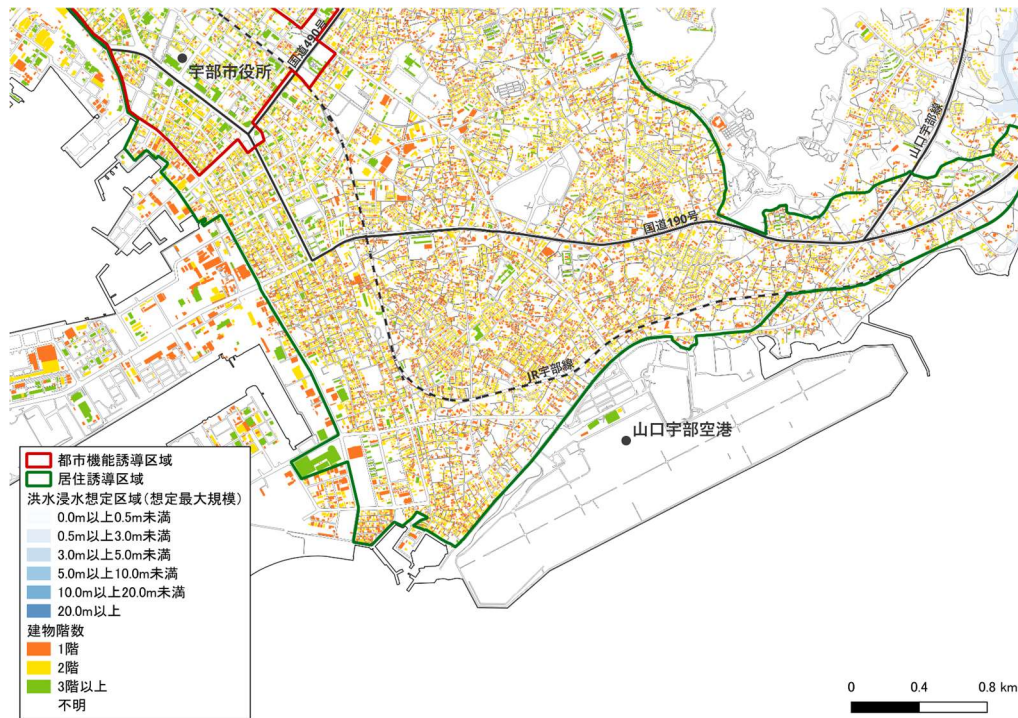 国道490号
宇部市役所
山口宇部線
国道190号
JR宇部線
山口宇部空港
都市機能誘導区域
居住誘導区域
洪水浸水想定区域(想定最大規模)
0.0m以上0.5m未満
0.5m以上3.0m未満
3.0m以上5.0m未満
5.0m以上10.0m未満
10.0m以上20.0m未満
20.0m以上
建物階数
1階
2階
3階以上
不明
0 0.4 0.8 km